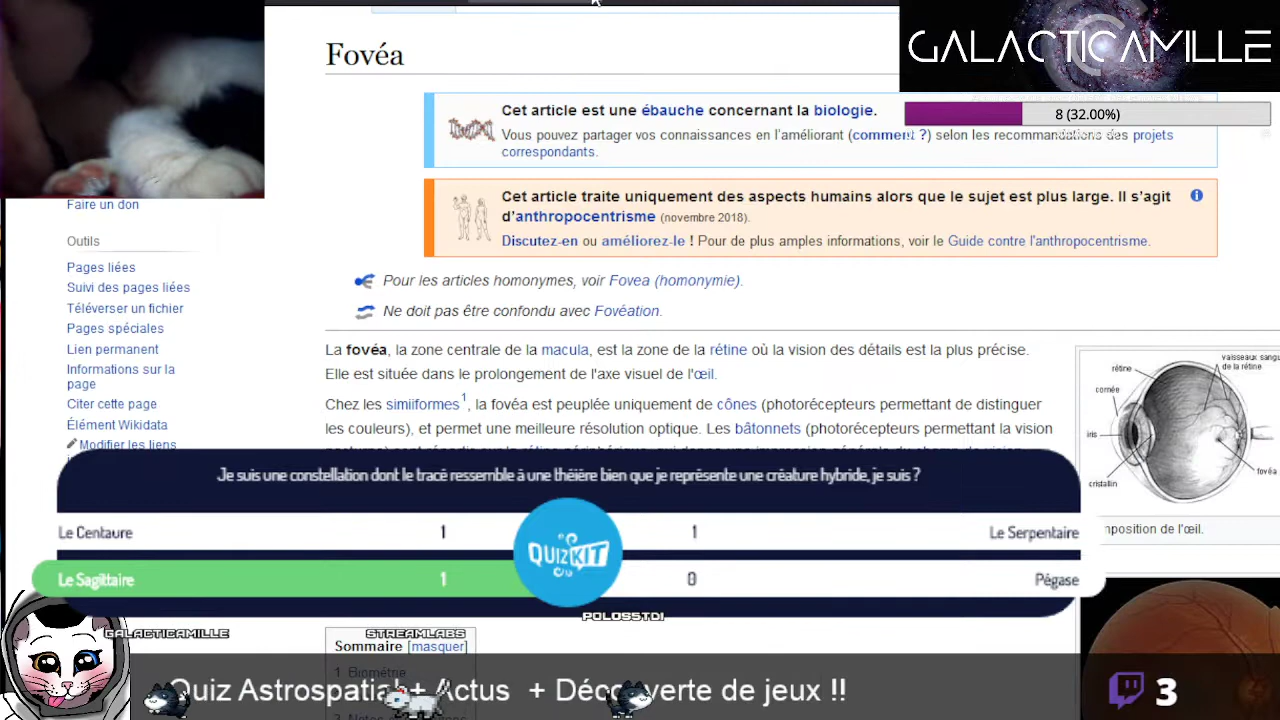 Fovéa
GALACTICAMILLE
8 (32.00%)
Cet article est une ébauche concernant la biologie.
Vous pouvez partager vos connaissances en l'améliorant (comment ?) selon les recommandations des projets
correspondants.
Cet article traite uniquement des aspects humains alors que le sujet est plus large. Il s'agit
d'anthropocentrisme (novembre 2018).
Discutez-en ou améliorez-le ! Pour de plus amples informations, voir le Guide contre l'anthropocentrisme.
Faire un don
Outils
Pages liées
Suivi des pages liées
Téléverser un fichier
Pages spéciales
Lien permanent
Informations sur la
page
Citer cette page
Élément Wikidata
Modifier les liens
Pour les articles homonymes, voir Fovea (homonymie).
Ne doit pas être confondu avec Fovéation.
La fovéa, la zone centrale de la macula, est la zone de la rétine où la vision des détails est la plus précise.
Elle est située dans le prolongement de l'axe visuel de l'œil.
Chez les simiiformes1, la fovéa est peuplée uniquement de cônes (photorécepteurs permettant de distinguer
les couleurs), et permet une meilleure résolution optique. Les bâtonnets (photorécepteurs permettant la vision
vaisseaux sangu
de la rétine
rétine
cornée
iris
cristallin
fovéa
mposition de l'œil.
Je suis une constellation dont le tracé ressemble à une théière bien que je représente une créature hybride, je suis ?
Le Centaure 1
1 Le Serpentaire
QUIZKIT
Le Sagittaire 1
0 Pégase
POLOSSTDI
GALACTICAMILLE
STREAMLABS
Sommaire [masquer]
1 Biométrie
Quiz Astrospatial + Actus + Découverte de jeux !!
3